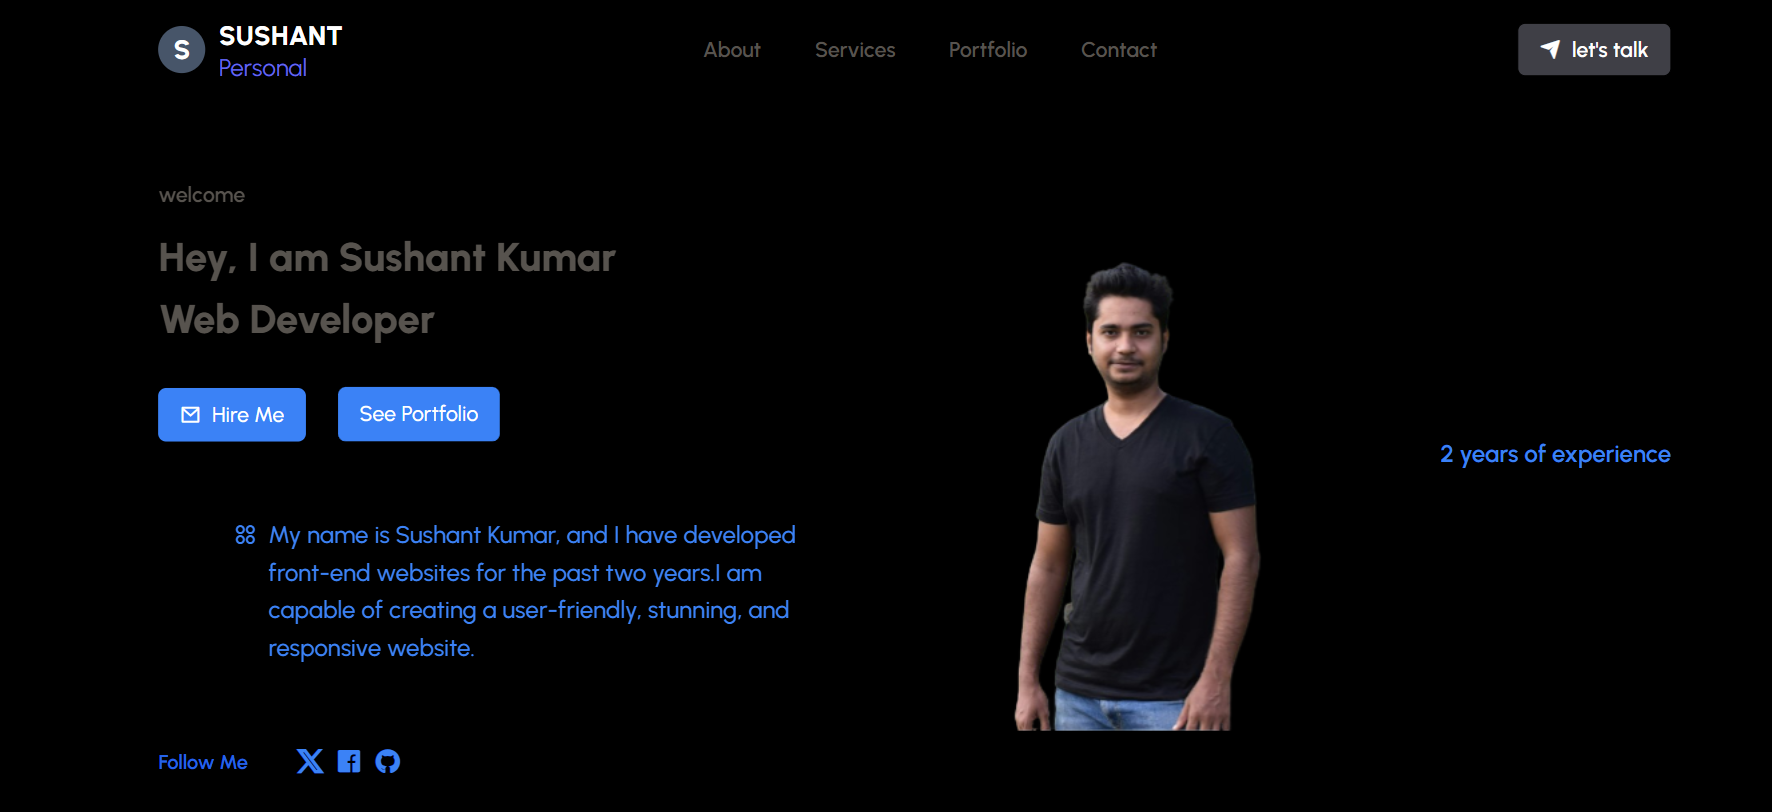 S
SUSHANT
Personal
About
Services
Portfolio
Contact
let's talk
welcome
Hey, I am Sushant Kumar
Web Developer
Hire Me
See Portfolio
2 years of experience
My name is Sushant Kumar, and I have developed
front-end websites for the past two years.I am
capable of creating a user-friendly, stunning, and
responsive website.
Follow Me